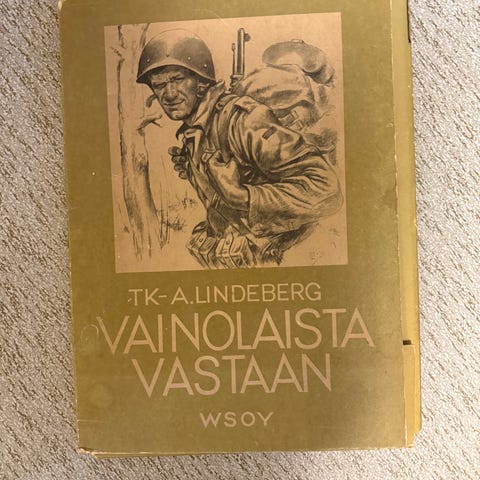 TK-A.LINDEBERG
VAINOLAISTA
VASTAAN
WSOY